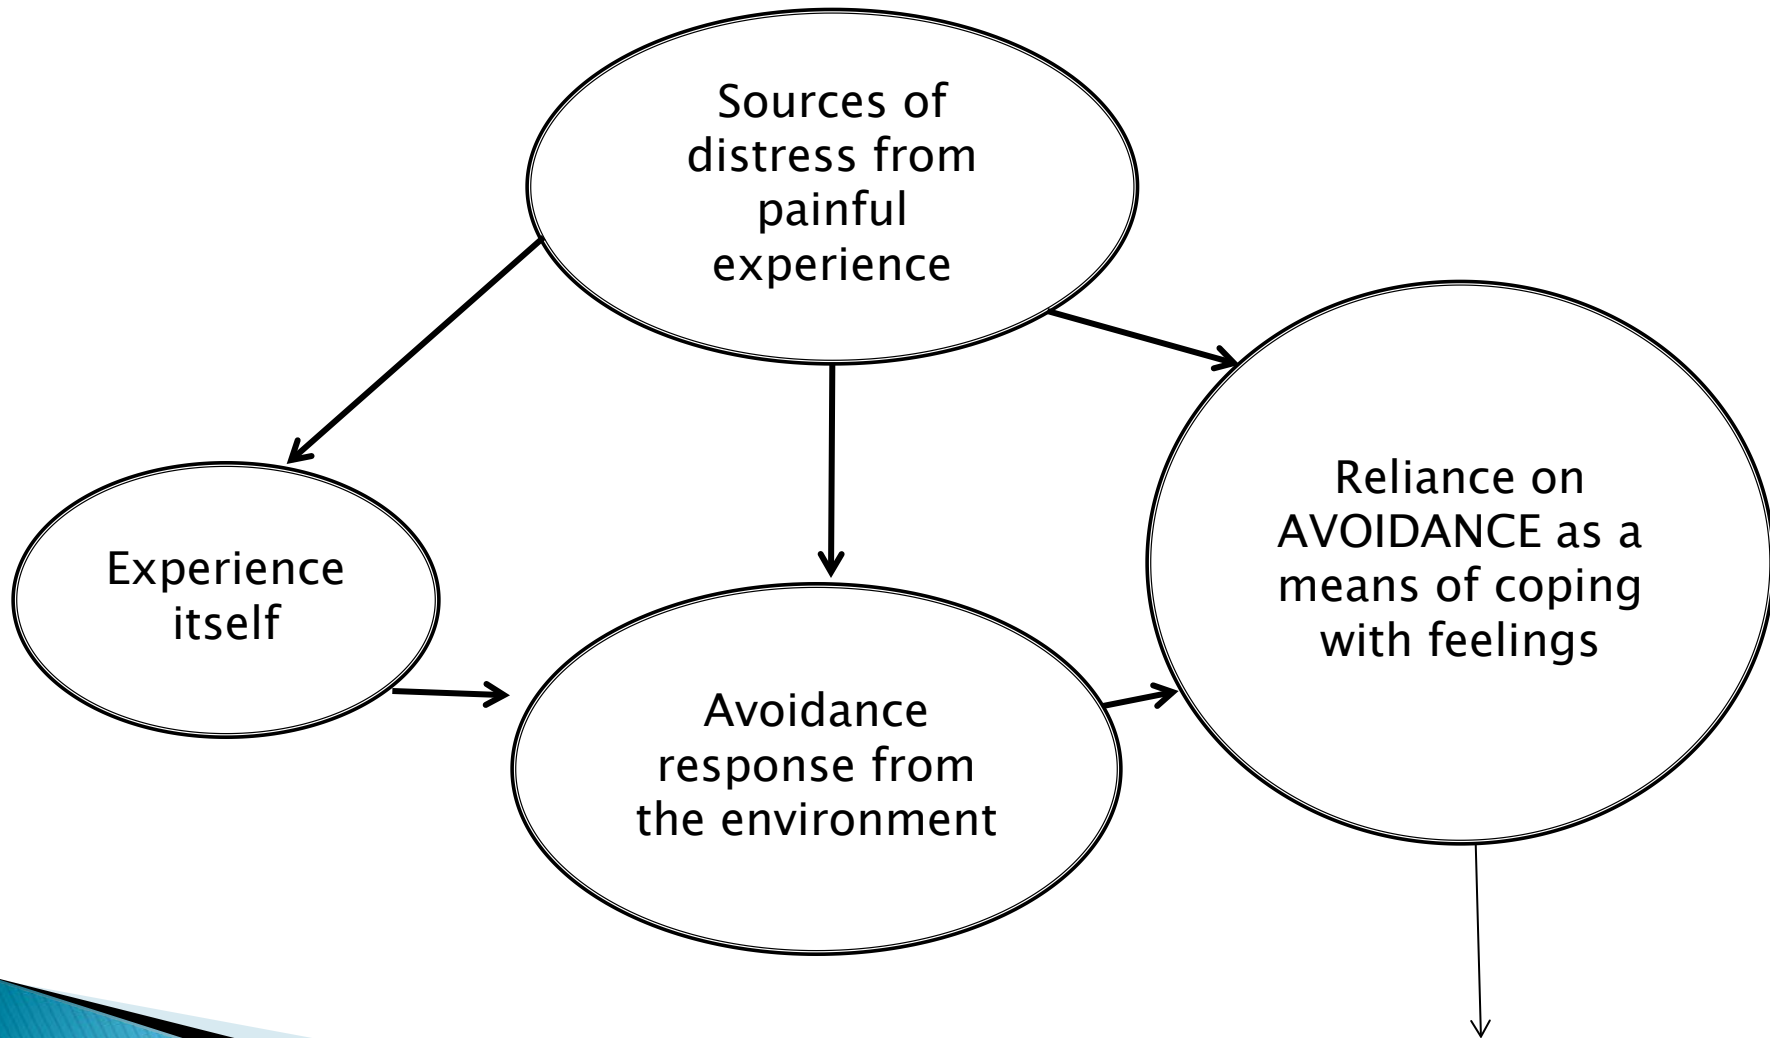 Sources of
distress from
painful
experience
Experience
itself
Avoidance
response from
the environment
Reliance on
AVOIDANCE as a
means of coping
with feelings